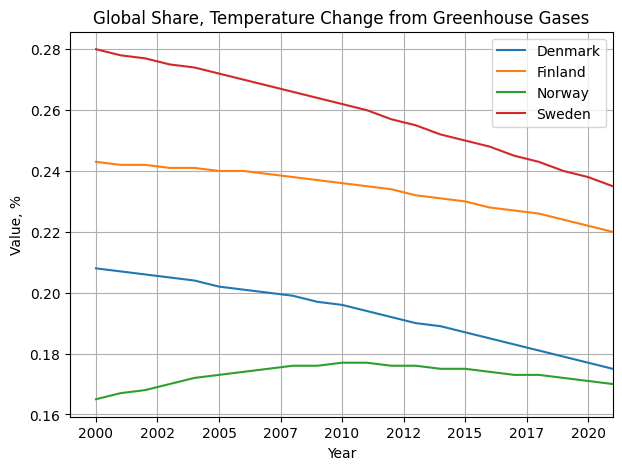 Global Share, Temperature Change from Greenhouse Gases
Denmark
Finland
Norway
Sweden
Value, %
0.28
0.26
0.24
0.22
0.20
0.18
0.16
2000 2002 2005 2007 2010 2012 2015 2017 2020
Year